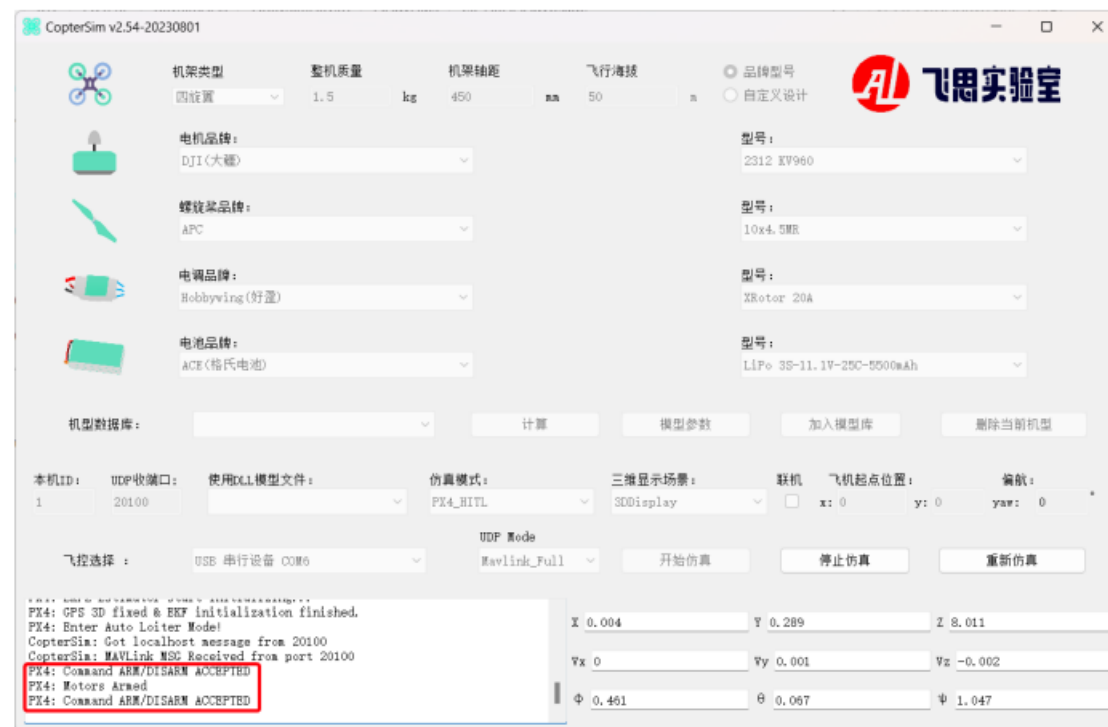 CopterSim v2.54-20230801
机架类型 整机质量 机架轴距 飞行海拔 品牌型号
四旋翼 1.5 kg 450 mm 50 m 自定义设计
飞思实验室
电机品牌： 型号：
DJI(大疆) 2312 KV960
螺旋桨品牌： 型号：
APC 10x4.5MR
电调品牌： 型号：
Hobbywing(好盈) XRotor 20A
电池品牌： 型号：
ACE(格氏电池) LiPo 3S-11.1V-25C-5500mAh
机型数据库： 计算 模型参数 加入模型库 删除当前机型
本机ID： UDP收端口： 使用DLL模型文件： 仿真模式： 三维显示场景： 联机 飞机起点位置： 偏航：
1 20100 PX4_HITL 3DDisplay x: 0 y: 0 yaw: 0 °
UDP Mode
飞控选择 ： USB 串行设备 COM6 Mavlink_Full 开始仿真 停止仿真 重新仿真
PX4: GPS 3D fixed & EKF initialization finished.
PX4: Enter Auto Loiter Mode!
CopterSim: Got localhost message from 20100
CopterSim: MAVLink MSG Received from port 20100
PX4: Command ARM/DISARM ACCEPTED
PX4: Motors Armed
PX4: Command ARM/DISARM ACCEPTED
X 0.004 Y 0.289 Z 8.011
Vx 0 Vy 0.001 Vz -0.002
Φ 0.461 θ 0.067 ψ 1.047